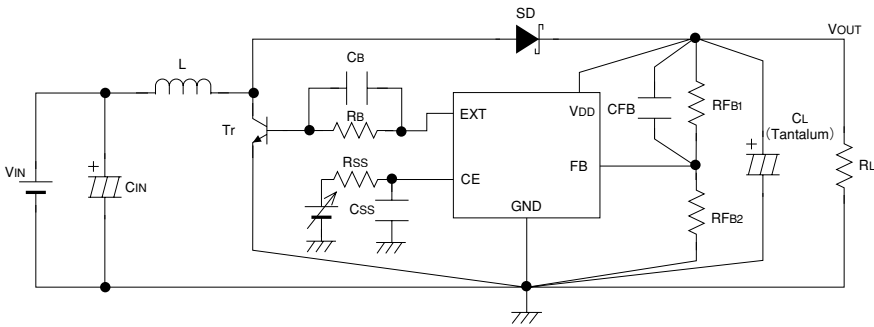 SD
VOUT
L
CB
RB
Tr
EXT
VDD
CFB
RFB1
CL
(Tantalum)
VIN
+
CIN
RSS
CSS
CE
FB
GND
RFB2
+
RL